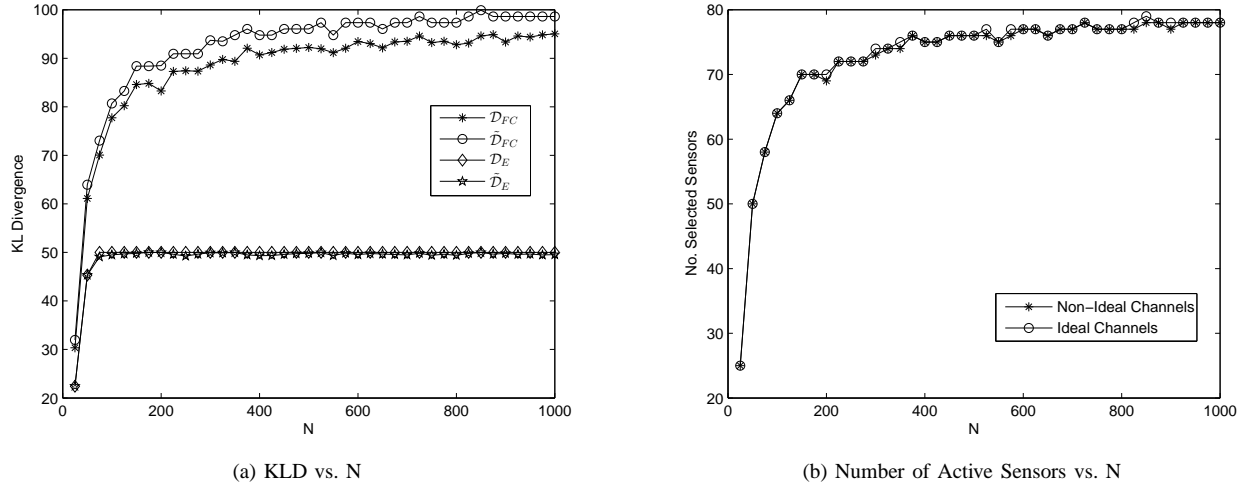 100
90
80
70
60
50
40
30
20
0
200
400
600
800
1000
N
KL Divergence
𝒟_FC
𝒟̃_FC
𝒟_E
𝒟̃_E
(a) KLD vs. N
80
70
60
50
40
30
20
0
200
400
600
800
1000
N
No. Selected Sensors
Non−Ideal Channels
Ideal Channels
(b) Number of Active Sensors vs. N